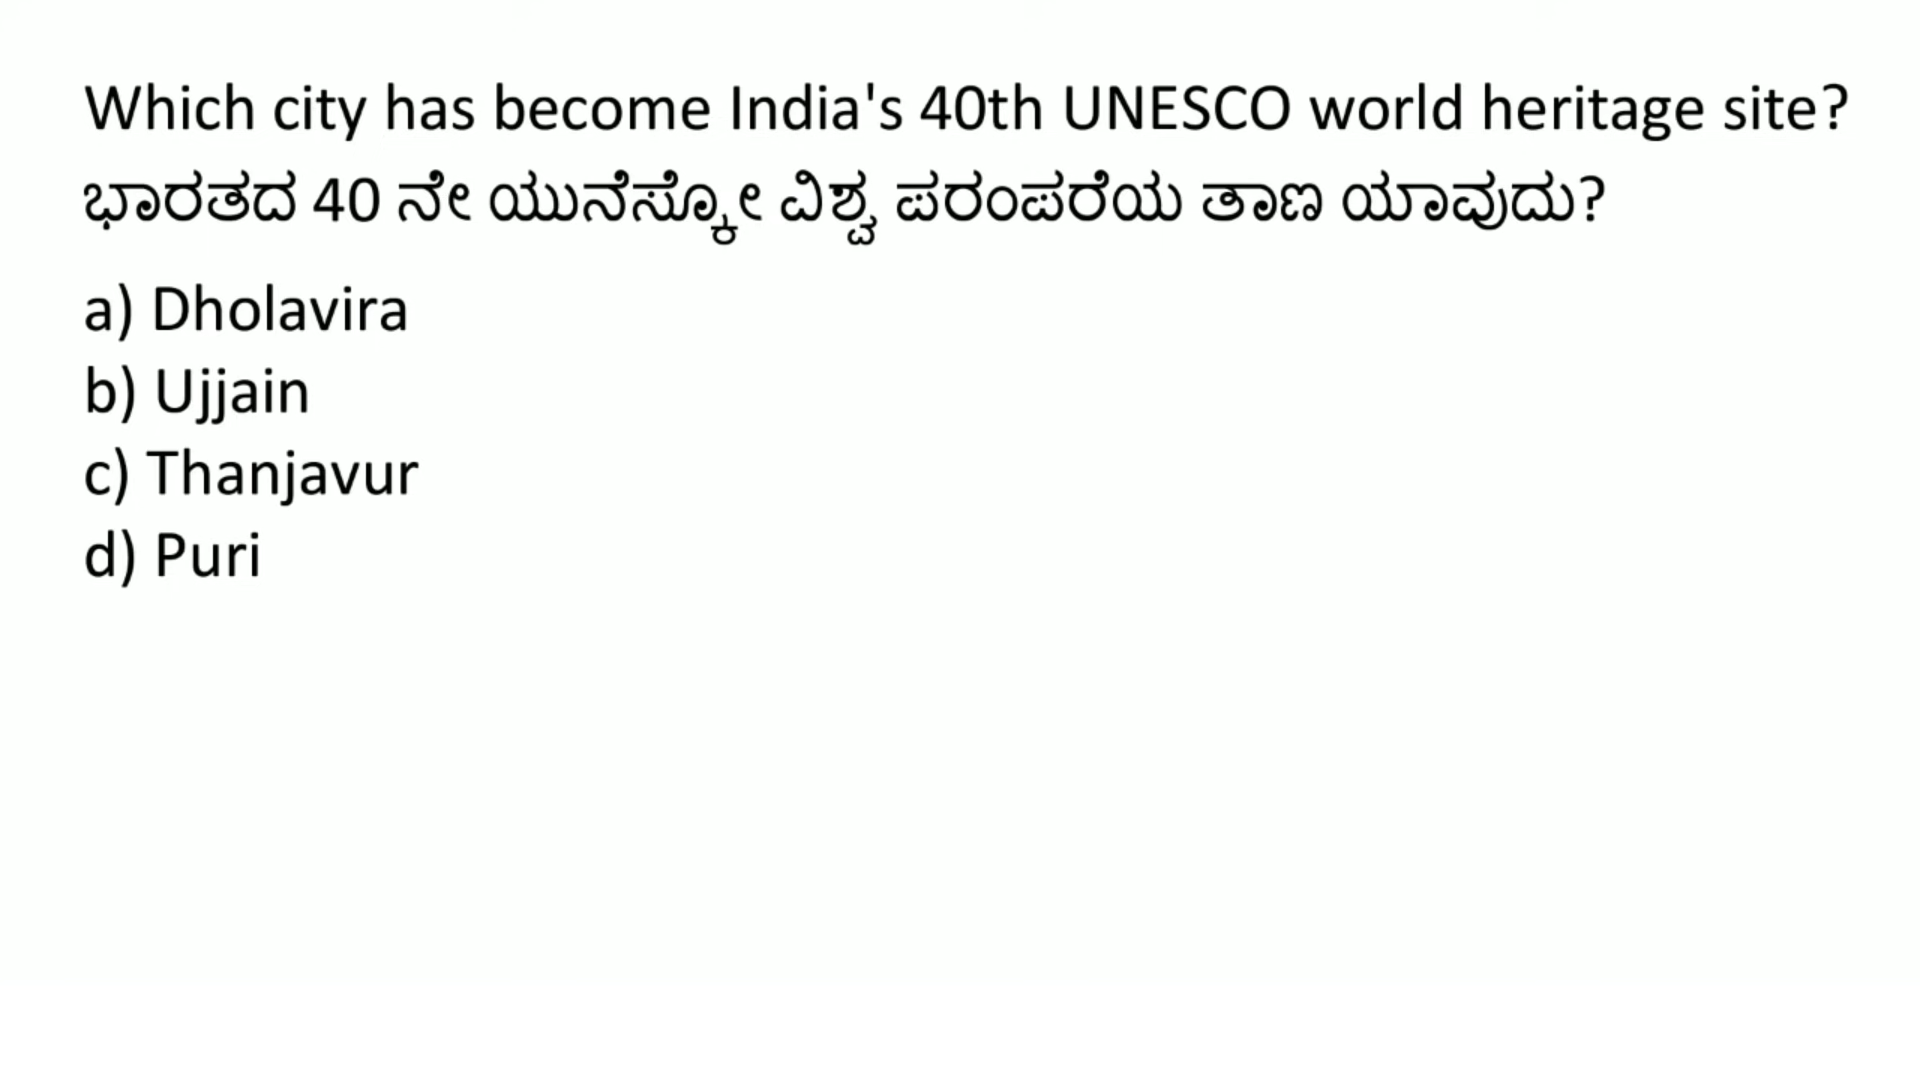 Which city has become India's 40th UNESCO world heritage site?
ಭಾರತದ 40 ನೇ ಯುನೆಸ್ಕೋ ವಿಶ್ವ ಪರಂಪರೆಯ ತಾಣ ಯಾವುದು?
a) Dholavira
b) Ujjain
c) Thanjavur
d) Puri